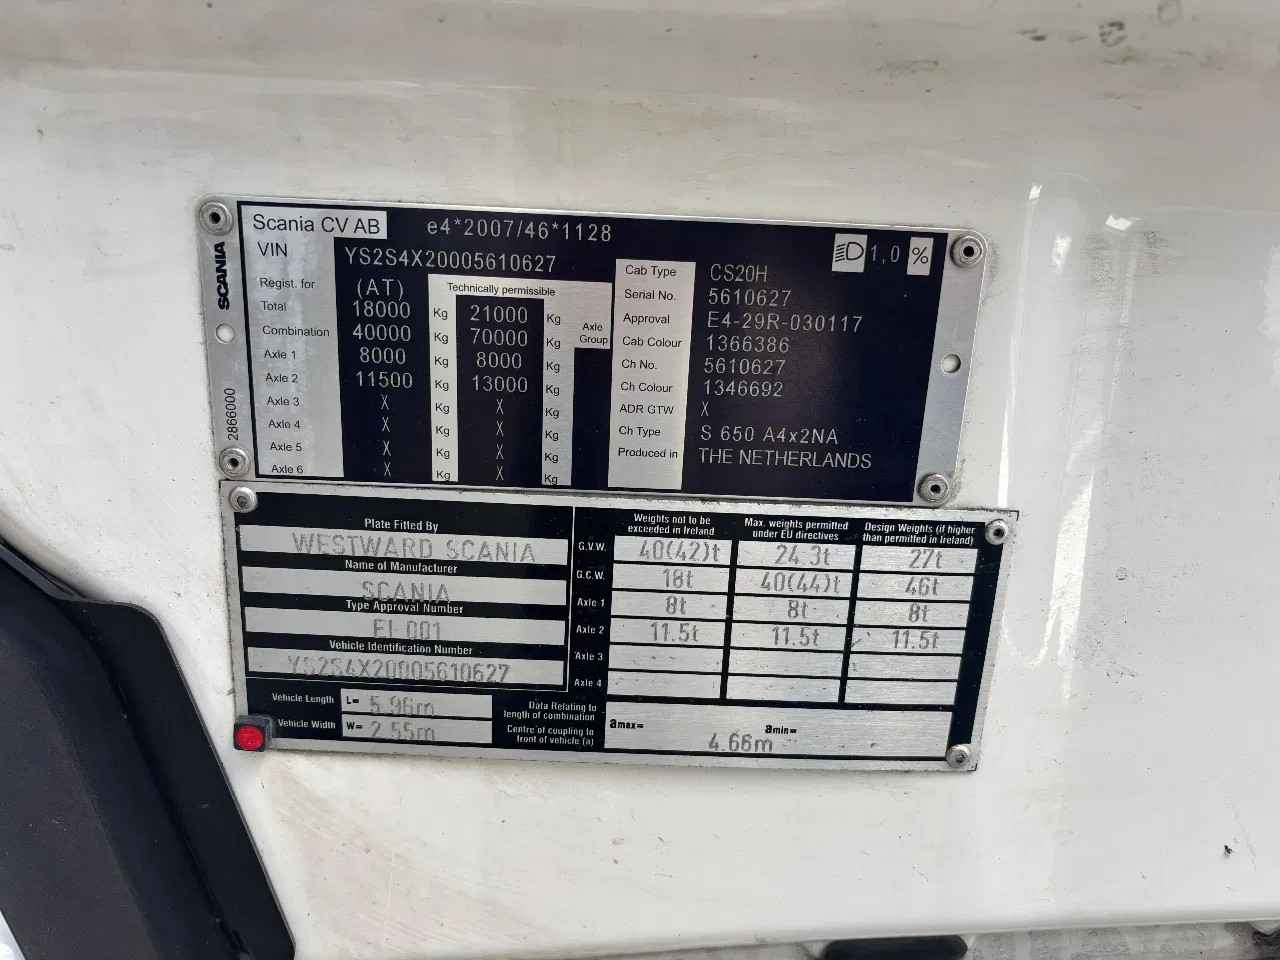 Scania CV AB e4*2007/46*1128
VIN YS2S4X20005610627
1,0 %
SCANIA
2866000
Regist. for (AT) Technically permissible
Total 18000 Kg 21000 Kg
Combination 40000 Kg 70000 Kg
Axle Group
Axle 1 8000 Kg 8000 Kg
Axle 2 11500 Kg 13000 Kg
Axle 3 X Kg X Kg
Axle 4 X Kg X Kg
Axle 5 X Kg X Kg
Axle 6 X Kg X Kg
Cab Type CS20H
Serial No. 5610627
Approval E4-29R-030117
Cab Colour 1366386
Ch No. 5610627
Ch Colour 1346692
ADR GTW X
Ch Type S 650 A4x2NA
Produced in THE NETHERLANDS
Plate Fitted By
WESTWARD SCANIA
Name of Manufacturer
SCANIA
Type Approval Number
EI 001
Vehicle Identification Number
YS2S4X20005610627
Vehicle Length L= 5.96m
Vehicle Width W= 2.55m
Weights not to be exceeded in Ireland
Max. weights permitted under EU directives
Design Weights (if higher than permitted in Ireland)
G.V.W. 40(42)t 24.3t 27t
G.C.W. 18t 40(44)t 46t
Axle 1 8t 8t 8t
Axle 2 11.5t 11.5t 11.5t
Axle 3
Axle 4
Data Relating to
length of combination
Centre of coupling to
front of vehicle (a)
amax= amin=
4.66m